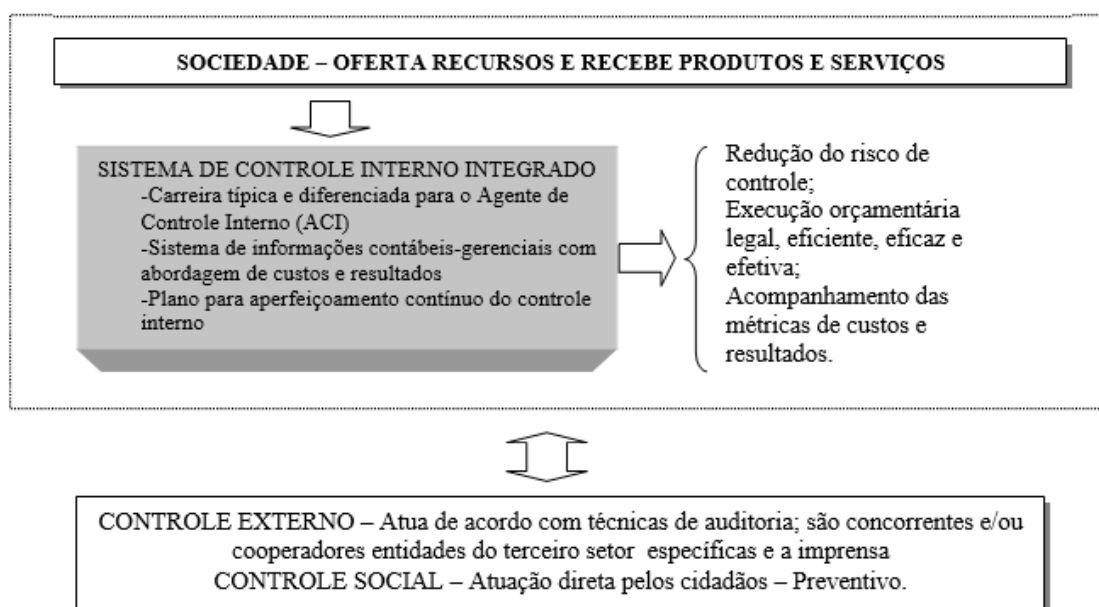 SOCIEDADE – OFERTA RECURSOS E RECEBE PRODUTOS E SERVIÇOS
SISTEMA DE CONTROLE INTERNO INTEGRADO
-Carreira típica e diferenciada para o Agente de
Controle Interno (ACI)
-Sistema de informações contábeis-gerenciais com
abordagem de custos e resultados
-Plano para aperfeiçoamento contínuo do controle
interno
Redução do risco de
controle;
Execução orçamentária
legal, eficiente, eficaz e
efetiva;
Acompanhamento das
métricas de custos e
resultados.
CONTROLE EXTERNO – Atua de acordo com técnicas de auditoria; são concorrentes e/ou
cooperadores entidades do terceiro setor específicas e a imprensa
CONTROLE SOCIAL – Atuação direta pelos cidadãos – Preventivo.